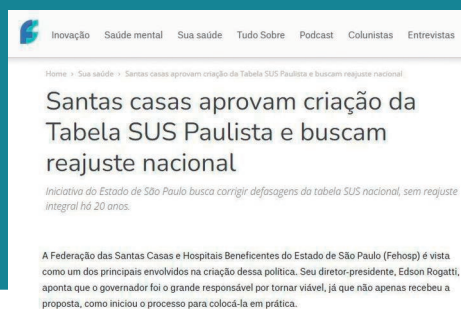 Inovação Saúde mental Sua saúde Tudo Sobre Podcast Colunistas Entrevistas
Home › Sua saúde › Santas casas aprovam criação de Tabela SUS Paulista e buscam reajuste nacional
Santas casas aprovam criação da
Tabela SUS Paulista e buscam
reajuste nacional
Iniciativa do Estado de São Paulo busca corrigir defasagens da tabela SUS nacional, sem reajuste
integral há 20 anos.
A Federação das Santas Casas e Hospitais Beneficentes do Estado de São Paulo (Fehosp) é vista
como um dos principais envolvidos na criação dessa política. Seu diretor-presidente, Edson Rogatti,
aponta que o governador foi o grande responsável por tornar viável, já que não apenas recebeu a
proposta, como iniciou o processo para colocá-la em prática.